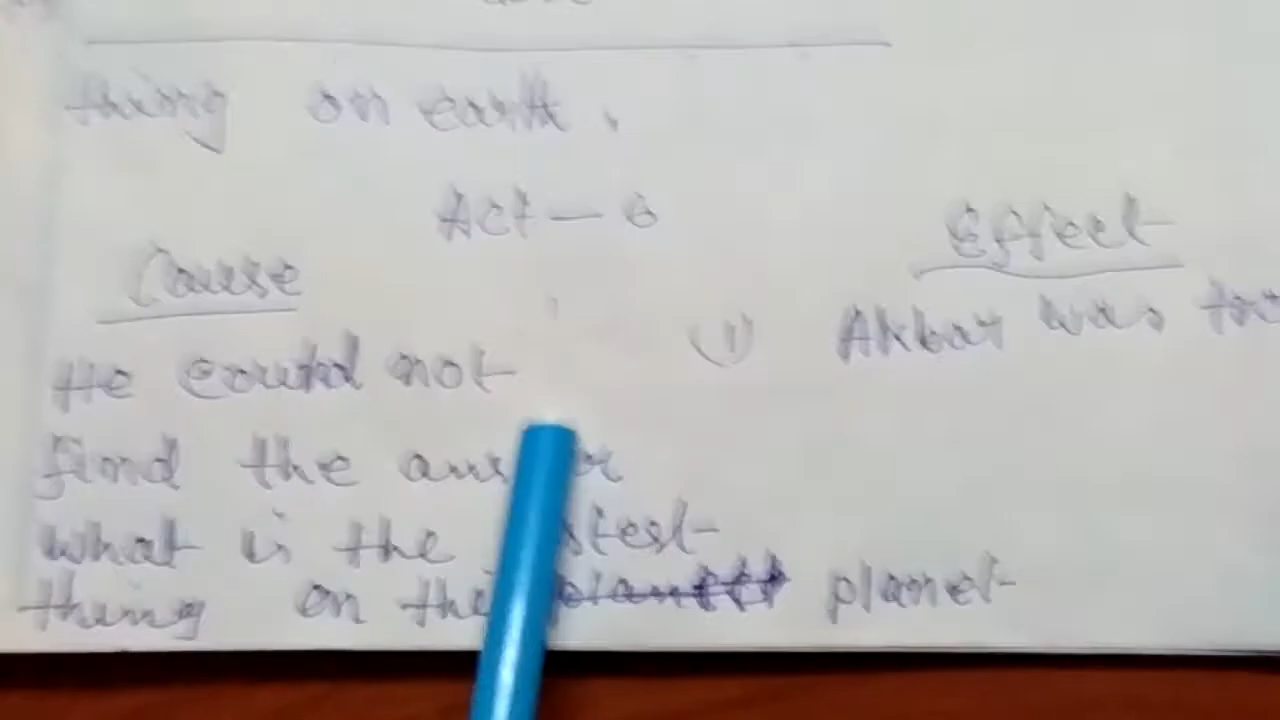 thing on earth.
Act - 6
Cause
Effect
He could not
(1) Akbar was
find the
what is the
thing on the planet